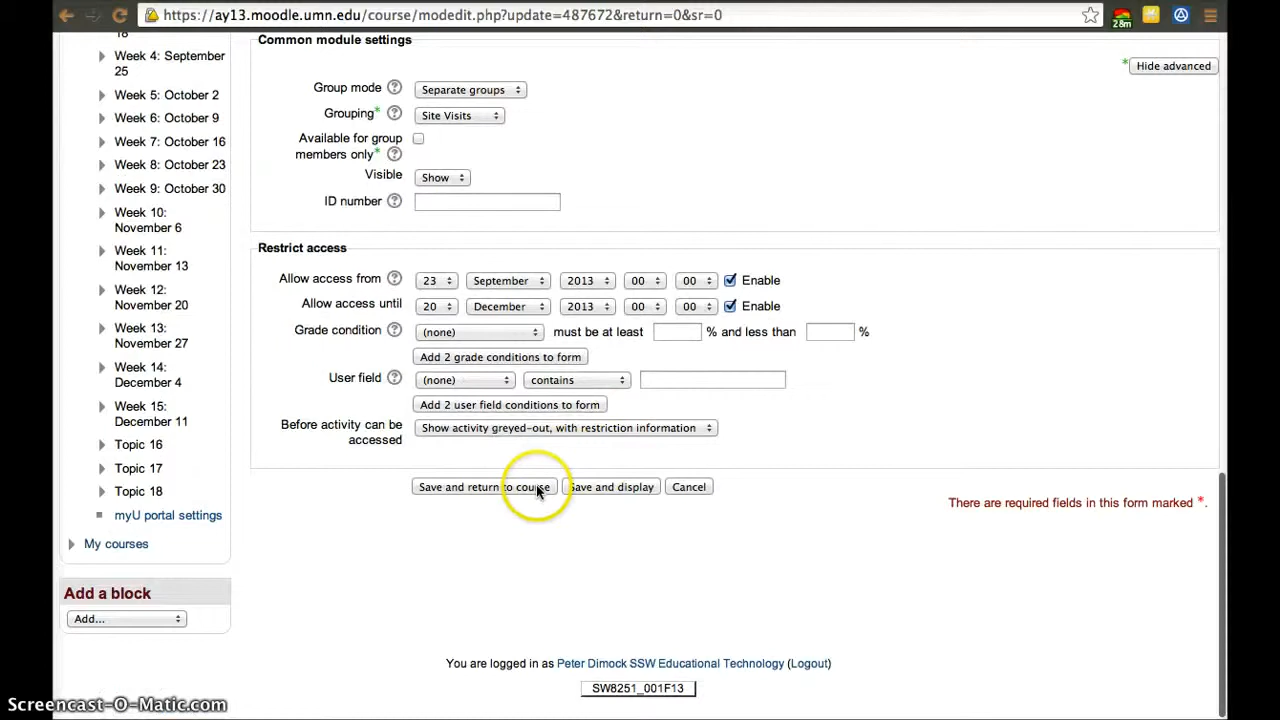 https://ay13.moodle.umn.edu/course/modedit.php?update=487672&return=0&sr=0
28m
18
Week 4: September
25
Week 5: October 2
Week 6: October 9
Week 7: October 16
Week 8: October 23
Week 9: October 30
Week 10:
November 6
Week 11:
November 13
Week 12:
November 20
Week 13:
November 27
Week 14:
December 4
Week 15:
December 11
Topic 16
Topic 17
Topic 18
myU portal settings
My courses
Add a block
Add...
Common module settings
* Hide advanced
Group mode ? Separate groups
Grouping* ? Site Visits
Available for group
members only* ?
Visible Show
ID number ?
Restrict access
Allow access from ? 23 September 2013 00 00 Enable
Allow access until 20 December 2013 00 00 Enable
Grade condition ? (none) must be at least % and less than %
Add 2 grade conditions to form
User field ? (none) contains
Add 2 user field conditions to form
Before activity can be
accessed
Show activity greyed-out, with restriction information
Save and return to course Save and display Cancel
There are required fields in this form marked *.
You are logged in as Peter Dimock SSW Educational Technology (Logout)
SW8251_001F13
Screencast-O-Matic.com